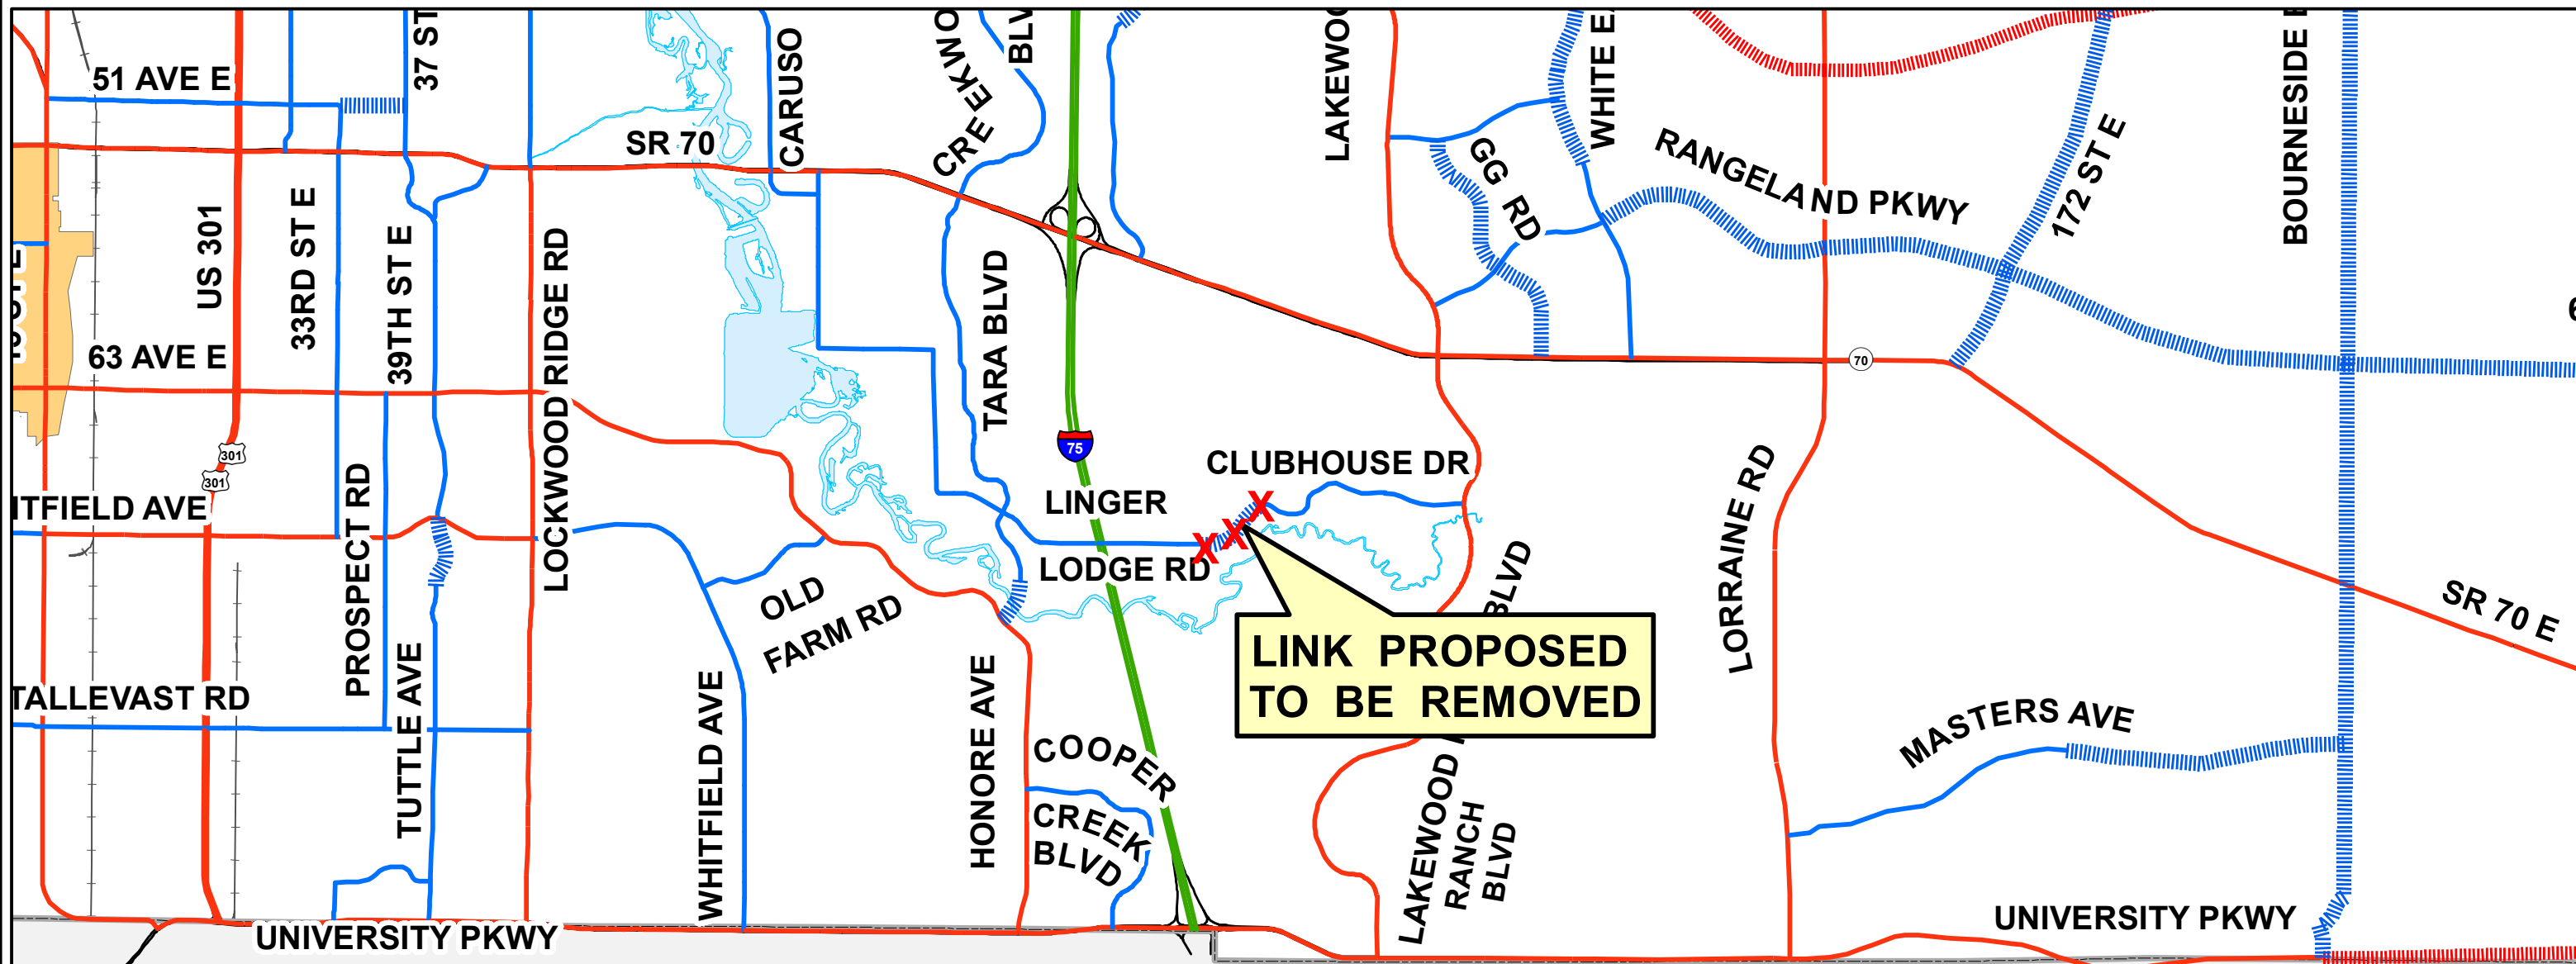 51 AVE E
37 ST
SR 70
CARUSO
BLV
LAKEWOO
WHITE EA
BOURNESIDE
CRE EKWO
GG RD
RANGELAND PKWY
172 ST E
US 301
33RD ST E
39TH ST E
LOCKWOOD RIDGE RD
TARA BLVD
63 AVE E
70
301
301
75
CLUBHOUSE DR
LINGER
LODGE RD
X X X
ITFIELD AVE
PROSPECT RD
LORRAINE RD
SR 70 E
OLD
FARM RD
BLVD
LINK PROPOSED
TO BE REMOVED
TALLEVAST RD
TUTTLE AVE
WHITFIELD AVE
HONORE AVE
COOPER
CREEK
BLVD
LAKEWOOD
RANCH
BLVD
MASTERS AVE
UNIVERSITY PKWY
UNIVERSITY PKWY